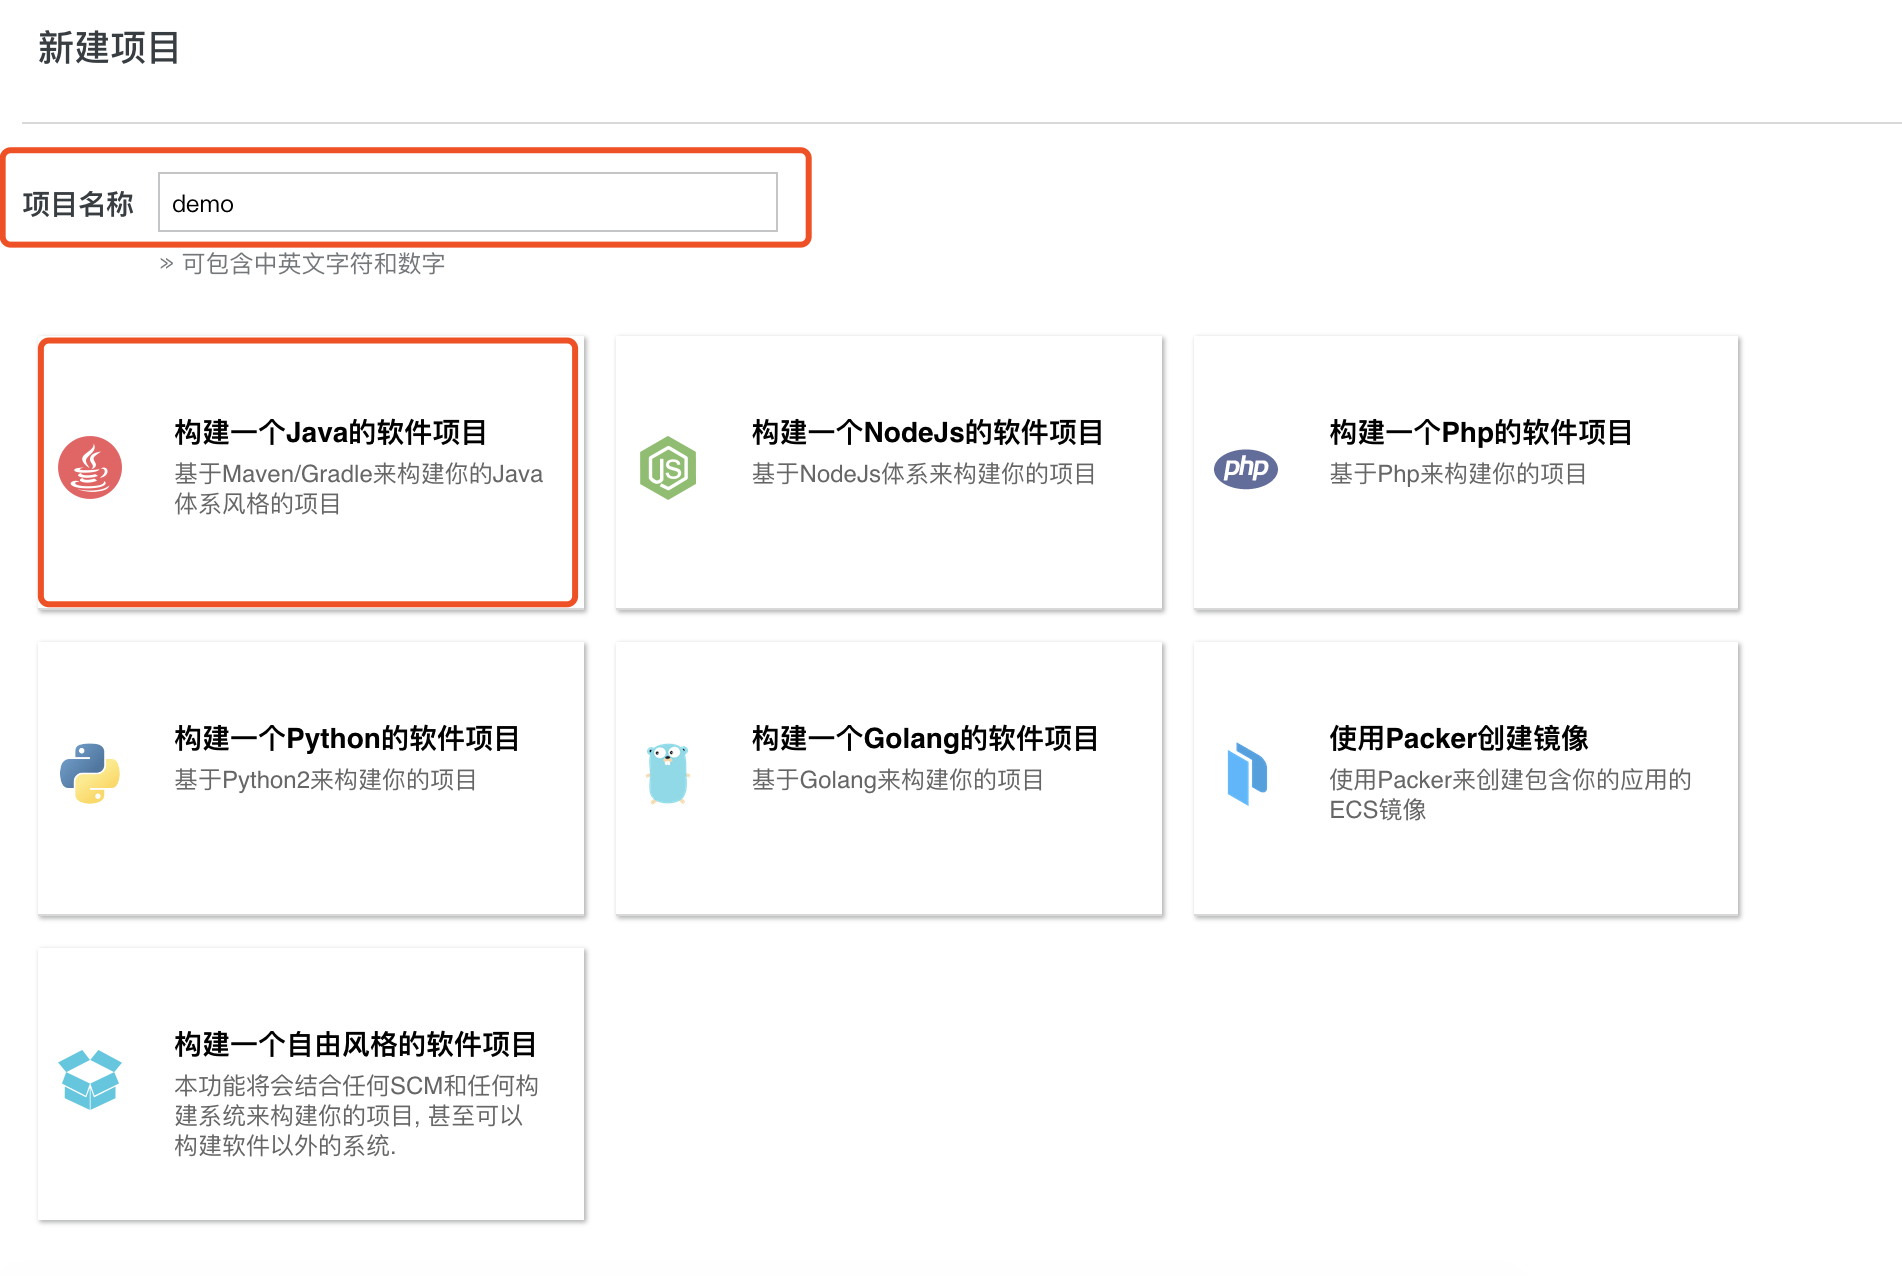 新建项目
项目名称
demo
» 可包含中英文字符和数字
构建一个Java的软件项目
基于Maven/Gradle来构建你的Java
体系风格的项目
JS
构建一个NodeJs的软件项目
基于NodeJs体系来构建你的项目
php
构建一个Php的软件项目
基于Php来构建你的项目
构建一个Python的软件项目
基于Python2来构建你的项目
构建一个Golang的软件项目
基于Golang来构建你的项目
使用Packer创建镜像
使用Packer来创建包含你的应用的
ECS镜像
构建一个自由风格的软件项目
本功能将会结合任何SCM和任何构
建系统来构建你的项目, 甚至可以
构建软件以外的系统.